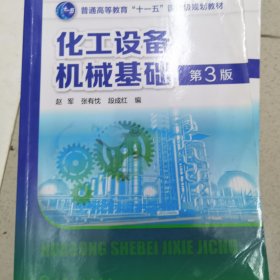 普通高等教育“十一五”国家级规划教材
化工设备
机械基础
第3版
赵军 张有忱 段成红 编
HUAGONG SHEBEI JIXIE JICHU